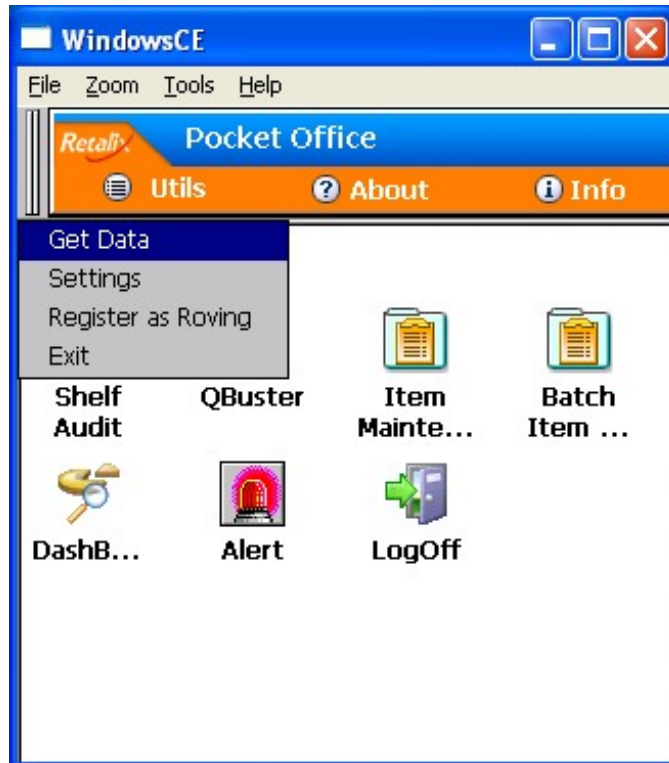 WindowsCE
File Zoom Tools Help
Retalix Pocket Office
Utils About Info
Get Data
Settings
Register as Roving
Exit
Shelf Audit
QBuster
Item Mainte...
Batch Item ...
DashB...
Alert
LogOff